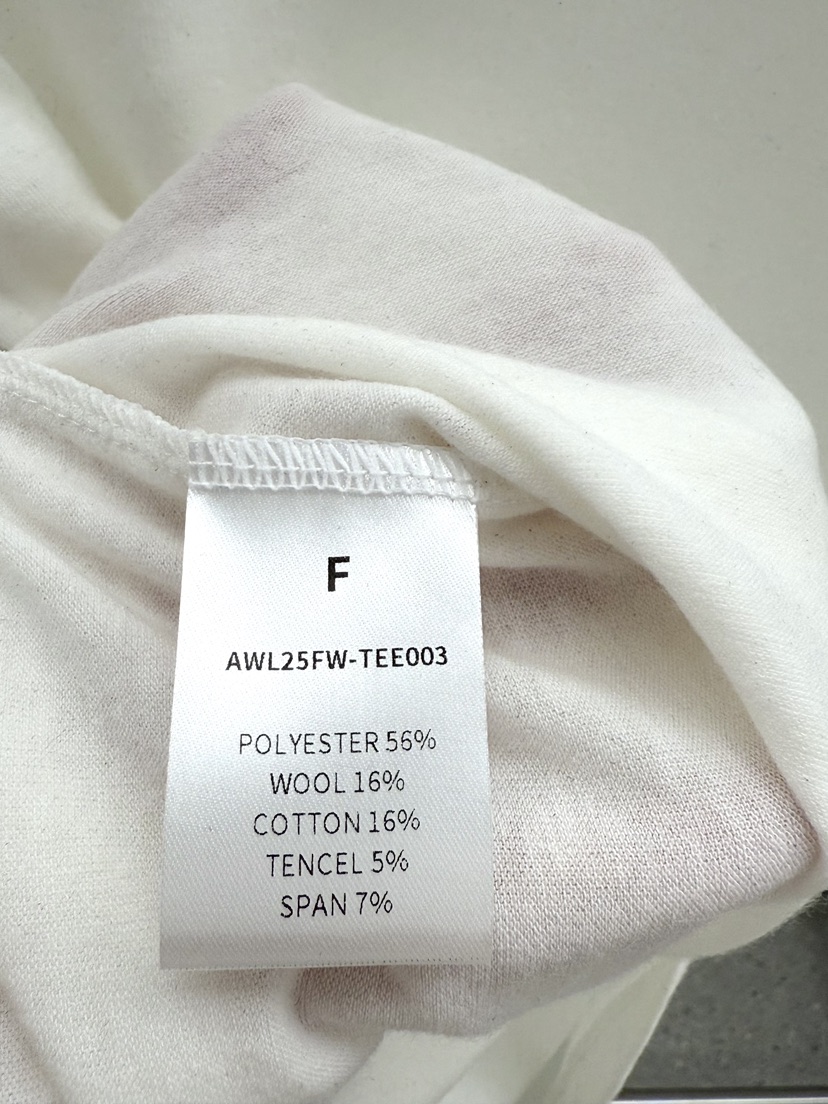 F
AWL25FW-TEE003
POLYESTER 56%
WOOL 16%
COTTON 16%
TENCEL 5%
SPAN 7%